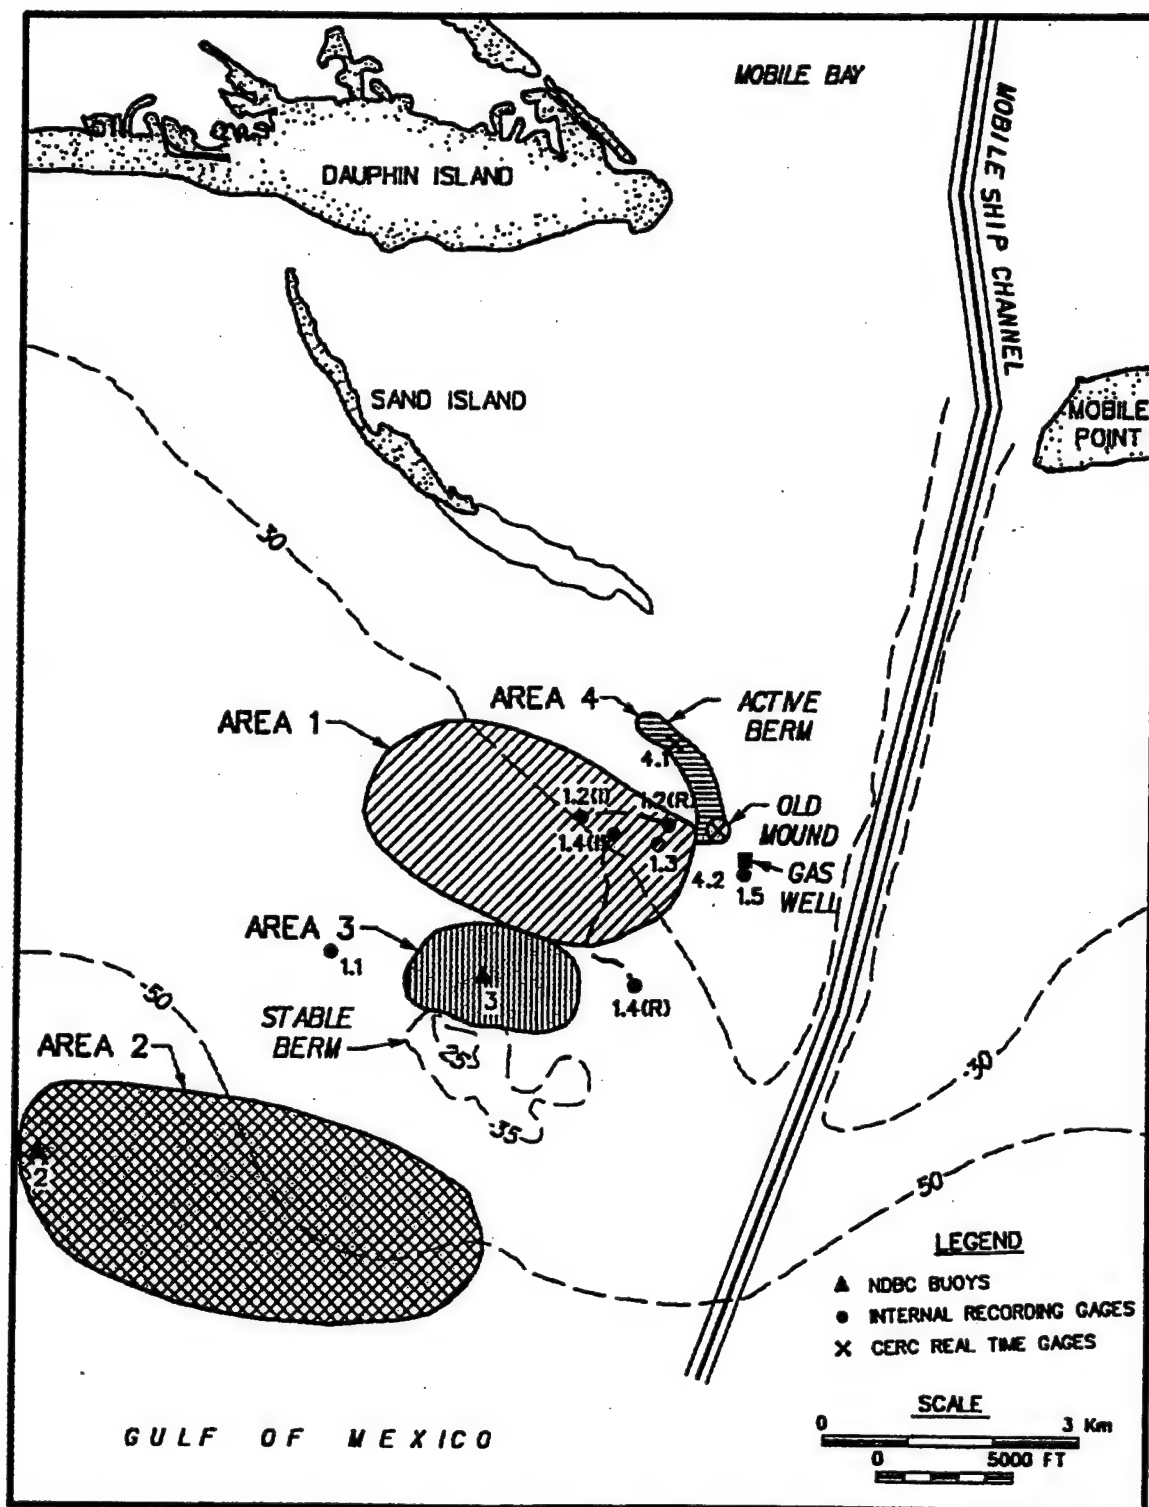 MOBILE BAY
DAUPHIN ISLAND
MOBILE SHIP CHANNEL
SAND ISLAND
MOBILE
POINT
-30
AREA 4
ACTIVE
BERM
AREA 1
4.1
1.2(I)
1.2(R)
OLD
MOUND
1.4(I)
1.3
4.2
GAS
WELL
1.5
AREA 3
1.1
3
1.4(R)
-50
STABLE
BERM
-25
-30
AREA 2
-35
2
-50
LEGEND
NDBC BUOYS
INTERNAL RECORDING GAGES
CERC REAL TIME GAGES
SCALE
0 3 Km
0 5000 FT
GULF OF MEXICO